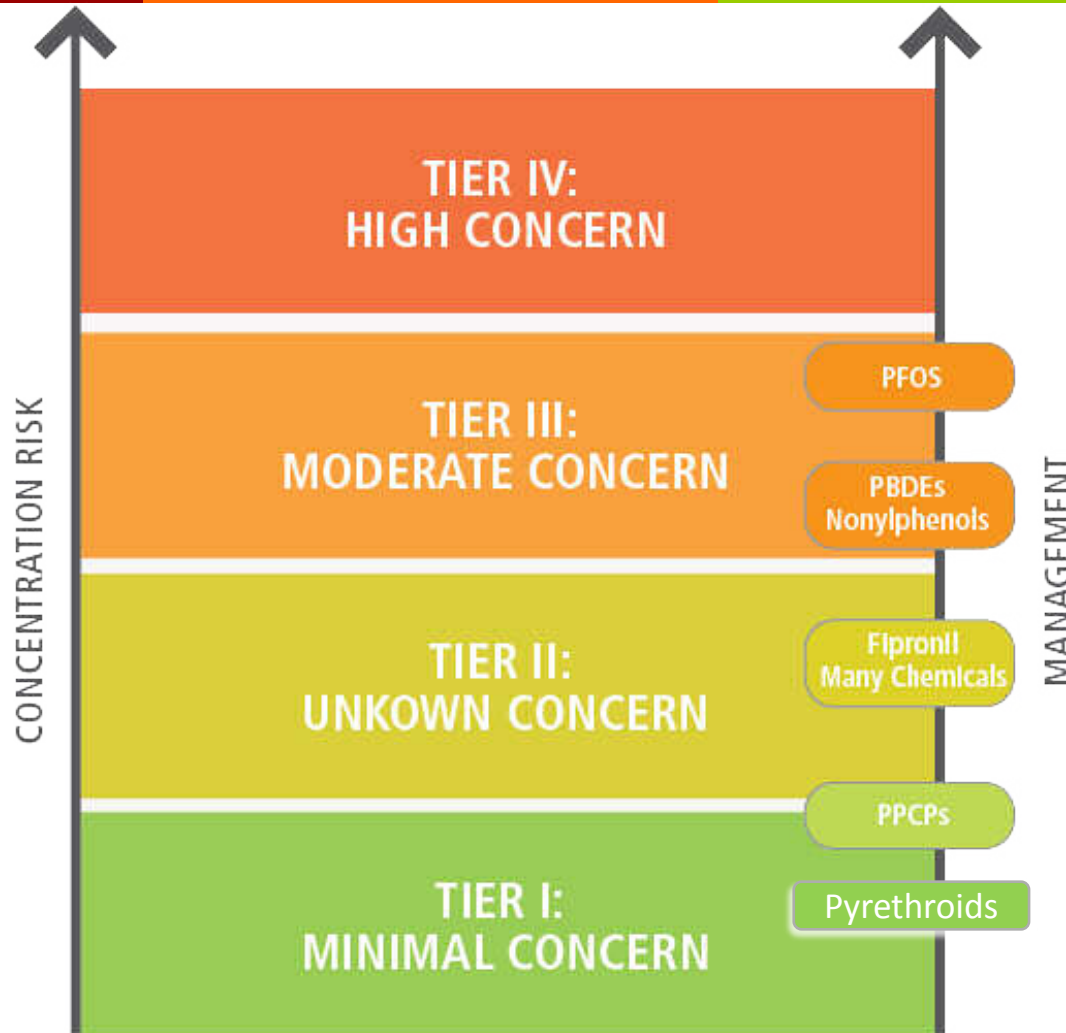 TIER IV:
HIGH CONCERN
PFOS
TIER III:
MODERATE CONCERN
PBDEs
Nonylphenols
CONCENTRATION RISK
MANAGEMENT
Fipronil
Many Chemicals
TIER II:
UNKOWN CONCERN
PPCPs
TIER I:
MINIMAL CONCERN
Pyrethroids